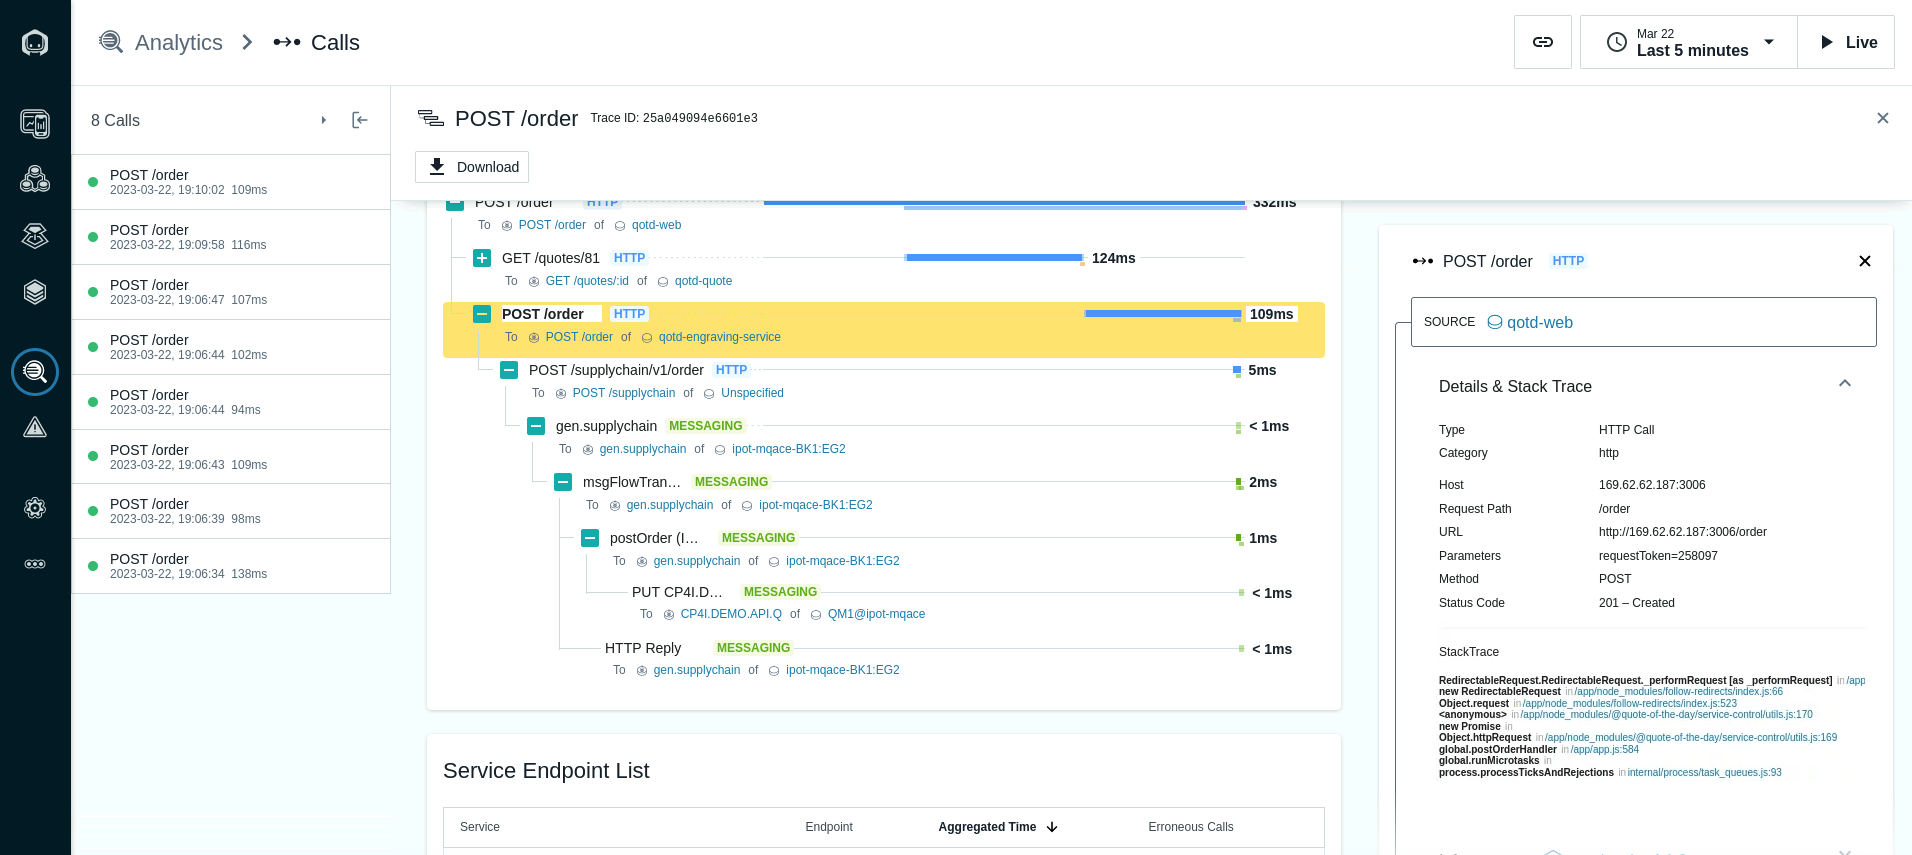 Analytics
Calls
Mar 22
Last 5 minutes
Live
8 Calls
POST /order
2023-03-22, 19:10:02 109ms
POST /order
2023-03-22, 19:09:58 116ms
POST /order
2023-03-22, 19:06:47 107ms
POST /order
2023-03-22, 19:06:44 102ms
POST /order
2023-03-22, 19:06:44 94ms
POST /order
2023-03-22, 19:06:43 109ms
POST /order
2023-03-22, 19:06:39 98ms
POST /order
2023-03-22, 19:06:34 138ms
POST /order Trace ID: 25a049094e6601e3
Download
POST /order HTTP 332ms
To POST /order of qotd-web
GET /quotes/81 HTTP 124ms
To GET /quotes/:id of qotd-quote
POST /order HTTP 109ms
To POST /order of qotd-engraving-service
POST /supplychain/v1/order HTTP 5ms
To POST /supplychain of Unspecified
gen.supplychain MESSAGING < 1ms
To gen.supplychain of ipot-mqace-BK1:EG2
msgFlowTran… MESSAGING 2ms
To gen.supplychain of ipot-mqace-BK1:EG2
postOrder (I… MESSAGING 1ms
To gen.supplychain of ipot-mqace-BK1:EG2
PUT CP4I.D… MESSAGING < 1ms
To CP4I.DEMO.API.Q of QM1@ipot-mqace
HTTP Reply MESSAGING < 1ms
To gen.supplychain of ipot-mqace-BK1:EG2
Service Endpoint List
Service Endpoint Aggregated Time Erroneous Calls
POST /order HTTP
SOURCE qotd-web
Details & Stack Trace
Type HTTP Call
Category http
Host 169.62.62.187:3006
Request Path /order
URL http://169.62.62.187:3006/order
Parameters requestToken=258097
Method POST
Status Code 201 – Created
StackTrace
RedirectableRequest.RedirectableRequest._performRequest [as _performRequest] in /app
new RedirectableRequest in /app/node_modules/follow-redirects/index.js:66
Object.request in /app/node_modules/follow-redirects/index.js:523
<anonymous> in /app/node_modules/@quote-of-the-day/service-control/utils.js:170
new Promise in
Object.httpRequest in /app/node_modules/@quote-of-the-day/service-control/utils.js:169
global.postOrderHandler in /app/app.js:584
global.runMicrotasks in
process.processTicksAndRejections in internal/process/task_queues.js:93